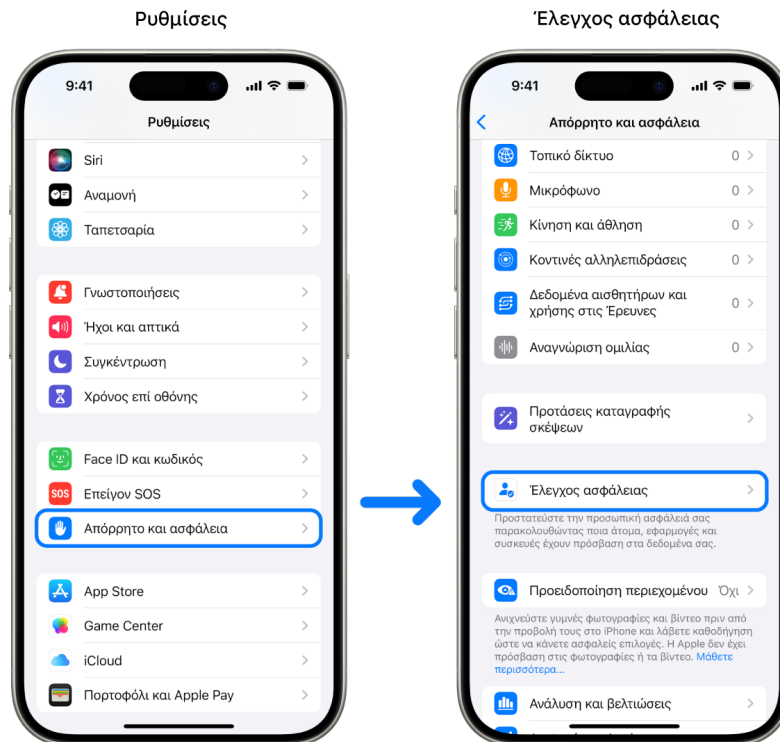 Ρυθμίσεις
9:41
Ρυθμίσεις
Siri
Αναμονή
Ταπετσαρία
Γνωστοποιήσεις
Ήχοι και απτικά
Συγκέντρωση
Χρόνος επί οθόνης
Face ID και κωδικός
SOS
Επείγον SOS
Απόρρητο και ασφάλεια
App Store
Game Center
iCloud
Πορτοφόλι και Apple Pay
Έλεγχος ασφάλειας
9:41
Απόρρητο και ασφάλεια
Τοπικό δίκτυο 0
Μικρόφωνο 0
Κίνηση και άθληση 0
Κοντινές αλληλεπιδράσεις 0
Δεδομένα αισθητήρων και
χρήσης στις Έρευνες 0
Αναγνώριση ομιλίας 0
Προτάσεις καταγραφής
σκέψεων
Έλεγχος ασφάλειας
Προστατεύστε την προσωπική ασφάλειά σας
παρακολουθώντας ποια άτομα, εφαρμογές και
συσκευές έχουν πρόσβαση στα δεδομένα σας.
Προειδοποίηση περιεχομένου Όχι
Ανιχνεύστε γυμνές φωτογραφίες και βίντεο πριν από
την προβολή τους στο iPhone και λάβετε καθοδήγηση
ώστε να κάνετε ασφαλείς επιλογές. Η Apple δεν έχει
πρόσβαση στις φωτογραφίες ή τα βίντεο. Μάθετε
περισσότερα...
Ανάλυση και βελτιώσεις